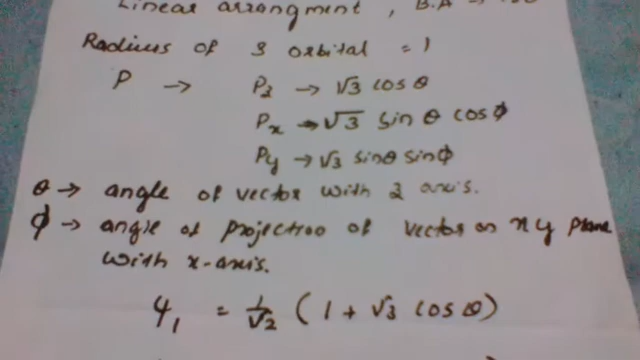 Linear arrangment, B.A →
Radius of s orbital = 1
P → Pz → √3 cos θ
Px → √3 sin θ cos ϕ
Py → √3 sinθ sinϕ
θ → angle of vector with z axis.
ϕ → angle of projection of vector on xy plane
with x-axis.
Ψ1 = 1/√2 (1 + √3 cos θ)